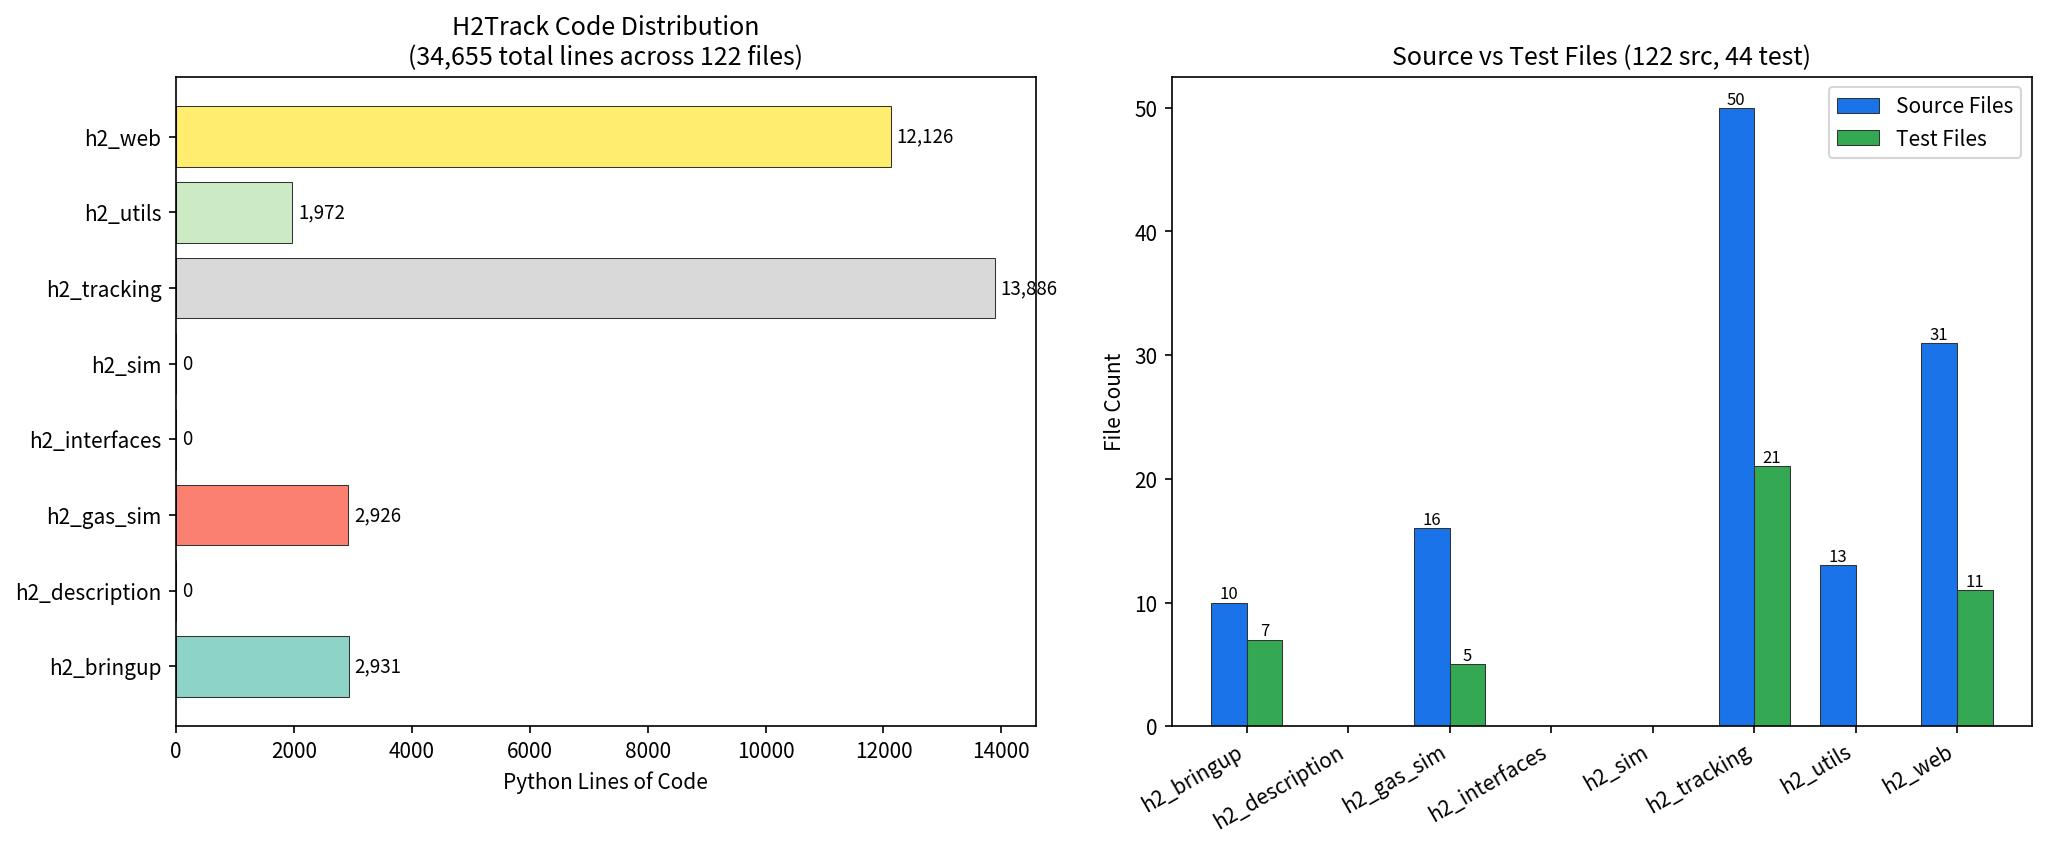 H2Track Code Distribution
(34,655 total lines across 122 files)
h2_web
12,126
h2_utils
1,972
h2_tracking
13,886
h2_sim
0
h2_interfaces
0
h2_gas_sim
2,926
h2_description
0
h2_bringup
2,931
0
2000
4000
6000
8000
10000
12000
14000
Python Lines of Code
Source vs Test Files (122 src, 44 test)
Source Files
Test Files
File Count
50
40
30
20
10
0
10
7
16
5
50
21
13
31
11
h2_bringup
h2_description
h2_gas_sim
h2_interfaces
h2_sim
h2_tracking
h2_utils
h2_web